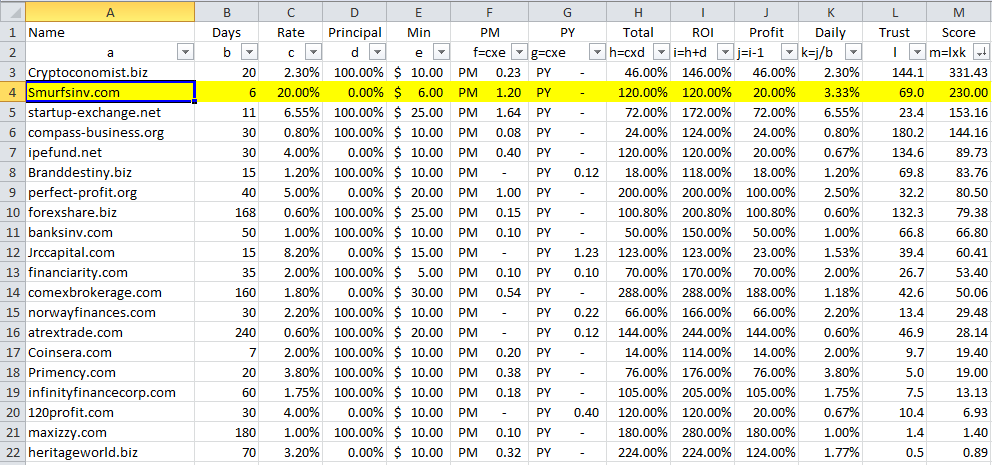 A B C D E F G H I J K L M
1 Name Days Rate Principal Min PM PY Total ROI Profit Daily Trust Score
2 a b c d e f=cxe g=cxe h=cxd i=h+d j=i-1 k=j/b l m=lxk
3 Cryptoconomist.biz 20 2.30% 100.00% $ 10.00 PM 0.23 PY - 46.00% 146.00% 46.00% 2.30% 144.1 331.43
4 Smurfsinv.com 6 20.00% 0.00% $ 6.00 PM 1.20 PY - 120.00% 120.00% 20.00% 3.33% 69.0 230.00
5 startup-exchange.net 11 6.55% 100.00% $ 25.00 PM 1.64 PY - 72.00% 172.00% 72.00% 6.55% 23.4 153.16
6 compass-business.org 30 0.80% 100.00% $ 10.00 PM 0.08 PY - 24.00% 124.00% 24.00% 0.80% 180.2 144.16
7 ipefund.net 30 4.00% 0.00% $ 10.00 PM 0.40 PY - 120.00% 120.00% 20.00% 0.67% 134.6 89.73
8 Branddestiny.biz 15 1.20% 100.00% $ 10.00 PM - PY 0.12 18.00% 118.00% 18.00% 1.20% 69.8 83.76
9 perfect-profit.org 40 5.00% 0.00% $ 20.00 PM 1.00 PY - 200.00% 200.00% 100.00% 2.50% 32.2 80.50
10 forexshare.biz 168 0.60% 100.00% $ 25.00 PM 0.15 PY - 100.80% 200.80% 100.80% 0.60% 132.3 79.38
11 banksinv.com 50 1.00% 100.00% $ 10.00 PM 0.10 PY - 50.00% 150.00% 50.00% 1.00% 66.8 66.80
12 Jrccapital.com 15 8.20% 0.00% $ 15.00 PM - PY 1.23 123.00% 123.00% 23.00% 1.53% 39.4 60.41
13 financiarity.com 35 2.00% 100.00% $ 5.00 PM 0.10 PY 0.10 70.00% 170.00% 70.00% 2.00% 26.7 53.40
14 comexbrokerage.com 160 1.80% 0.00% $ 30.00 PM 0.54 PY - 288.00% 288.00% 188.00% 1.18% 42.6 50.06
15 norwayfinances.com 30 2.20% 100.00% $ 10.00 PM - PY 0.22 66.00% 166.00% 66.00% 2.20% 13.4 29.48
16 atrextrade.com 240 0.60% 100.00% $ 20.00 PM - PY 0.12 144.00% 244.00% 144.00% 0.60% 46.9 28.14
17 Coinsera.com 7 2.00% 100.00% $ 10.00 PM 0.20 PY - 14.00% 114.00% 14.00% 2.00% 9.7 19.40
18 Primency.com 20 3.80% 100.00% $ 10.00 PM 0.38 PY - 76.00% 176.00% 76.00% 3.80% 5.0 19.00
19 infinityfinancecorp.com 60 1.75% 100.00% $ 10.00 PM 0.18 PY - 105.00% 205.00% 105.00% 1.75% 7.5 13.13
20 120profit.com 30 4.00% 0.00% $ 10.00 PM - PY 0.40 120.00% 120.00% 20.00% 0.67% 10.4 6.93
21 maxizzy.com 180 1.00% 100.00% $ 10.00 PM 0.10 PY - 180.00% 280.00% 180.00% 1.00% 1.4 1.40
22 heritageworld.biz 70 3.20% 0.00% $ 10.00 PM 0.32 PY - 224.00% 224.00% 124.00% 1.77% 0.5 0.89